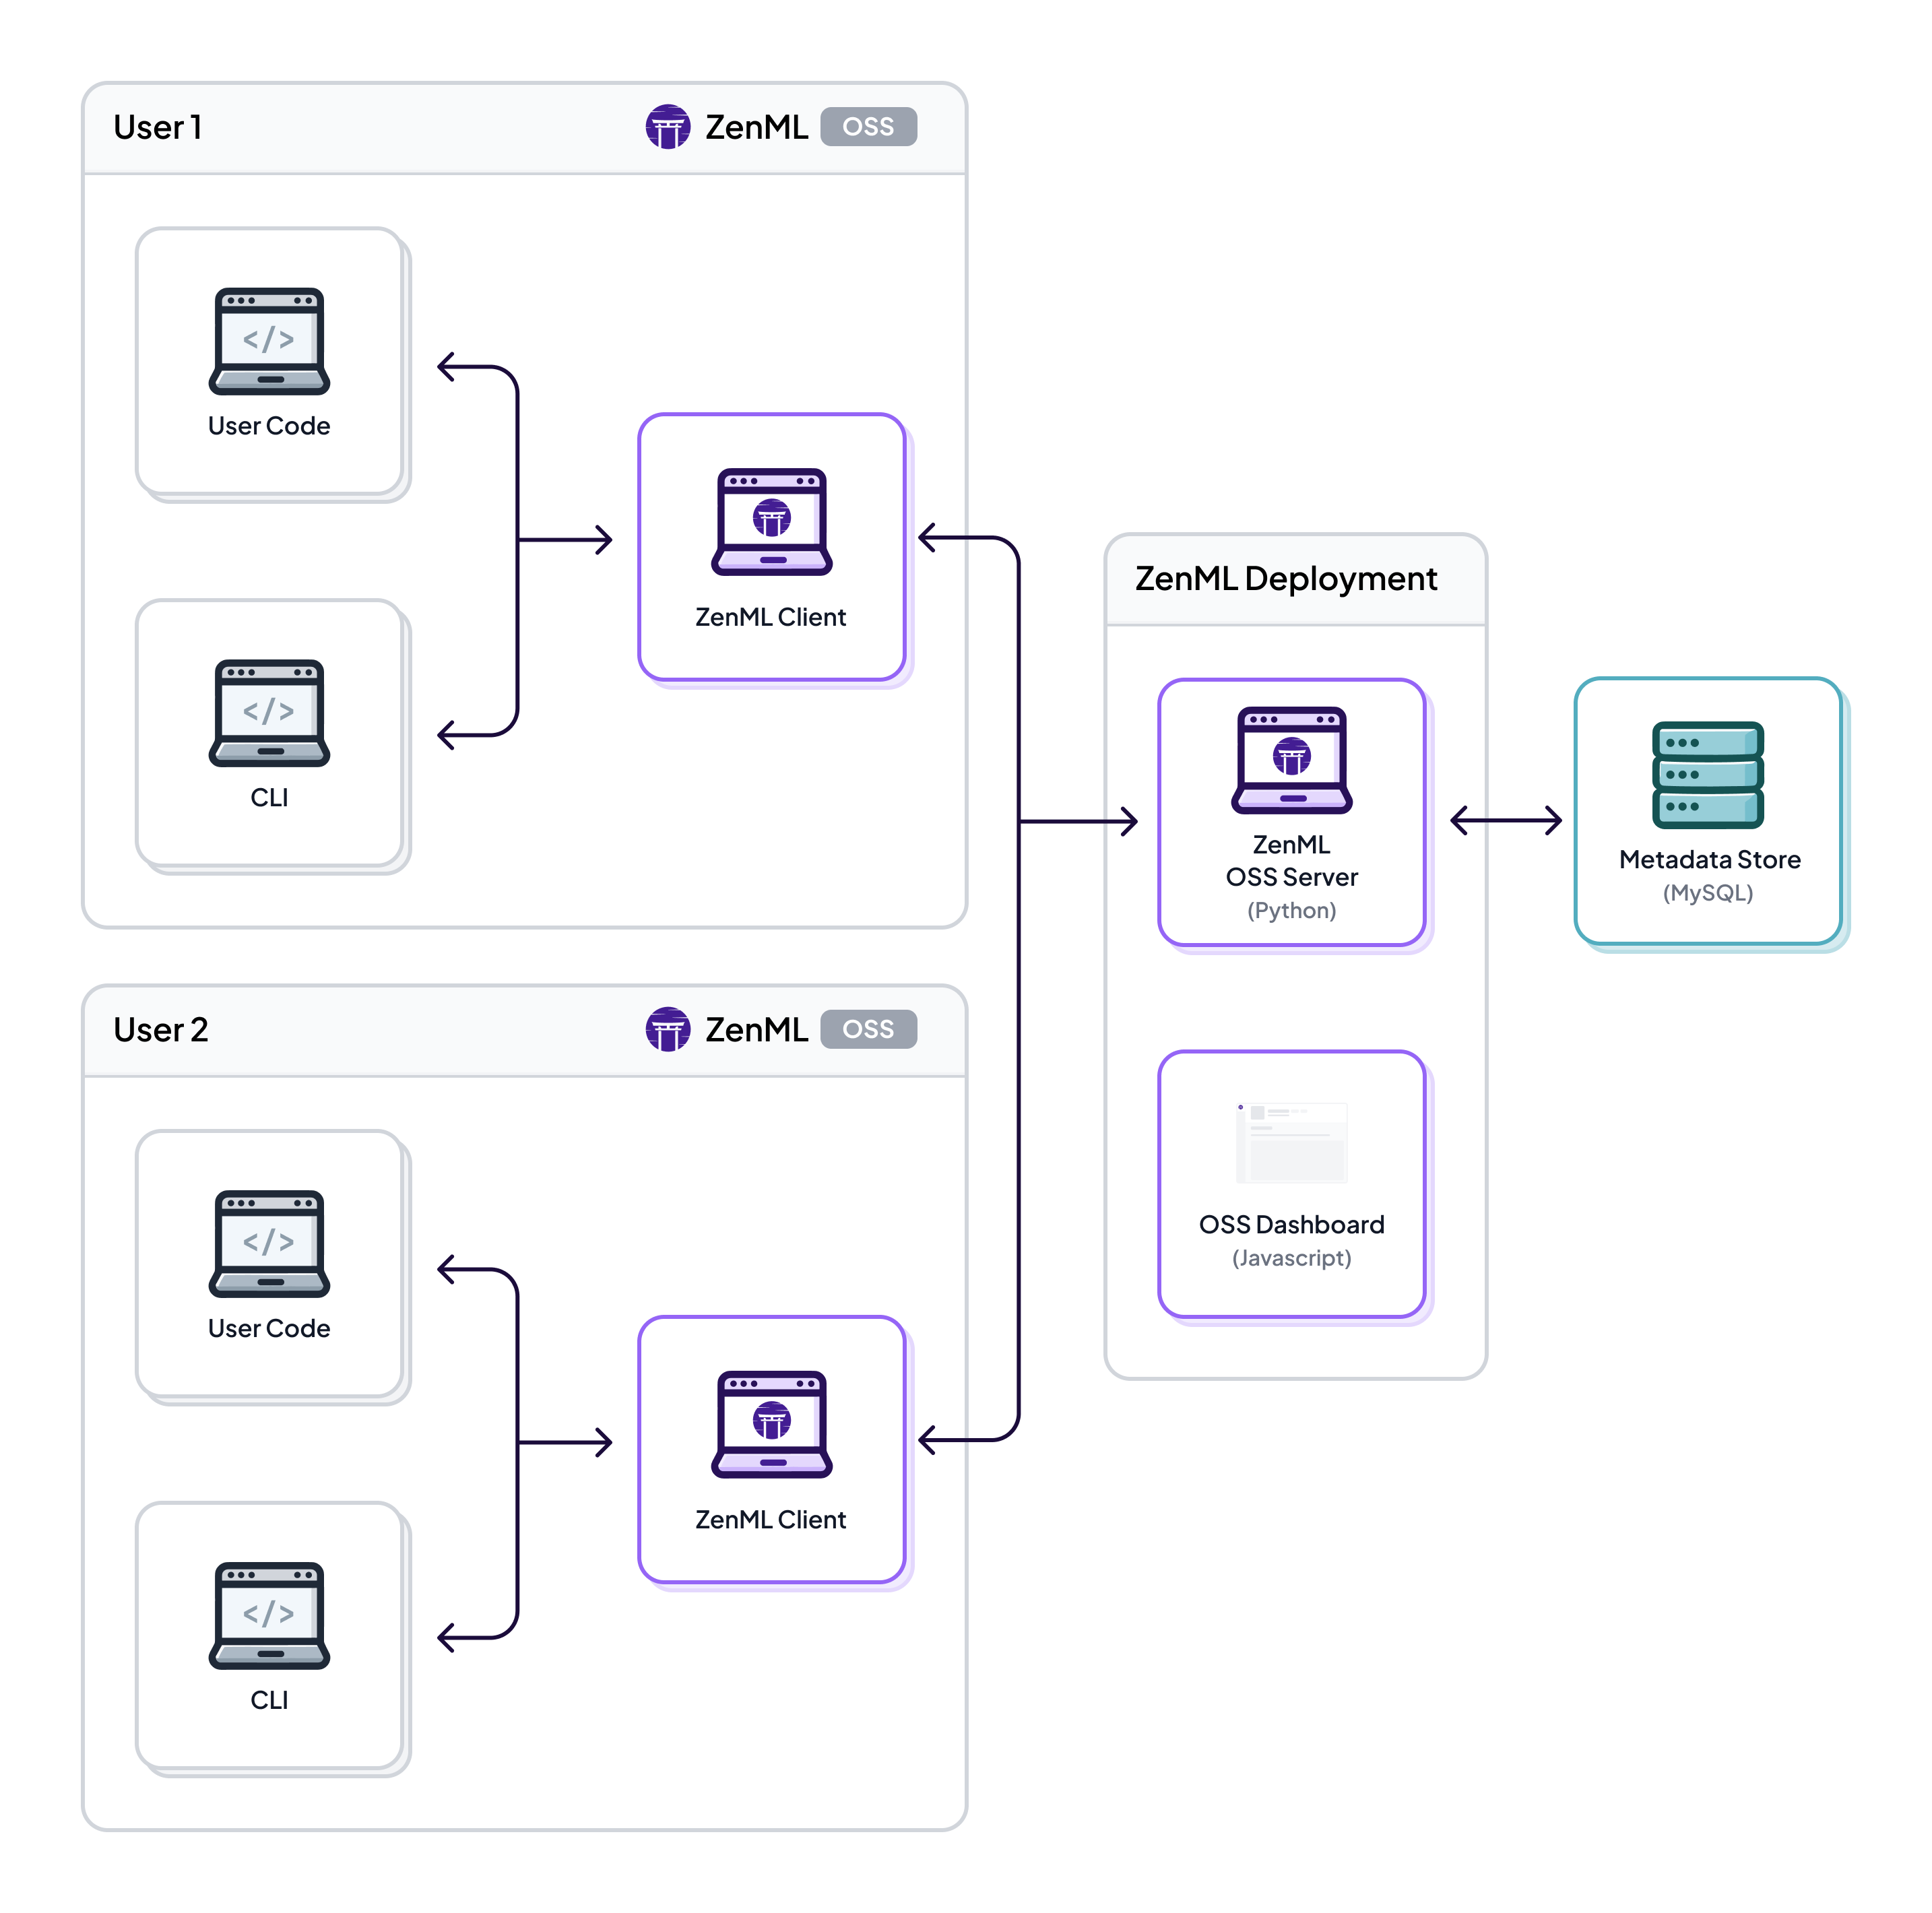 User 1
ZenML OSS
</>
User Code
ZenML Client
</>
CLI
ZenML Deployment
ZenML
OSS Server
(Python)
Metadata Store
(MySQL)
OSS Dashboard
(Javascript)
User 2
ZenML OSS
</>
User Code
ZenML Client
</>
CLI